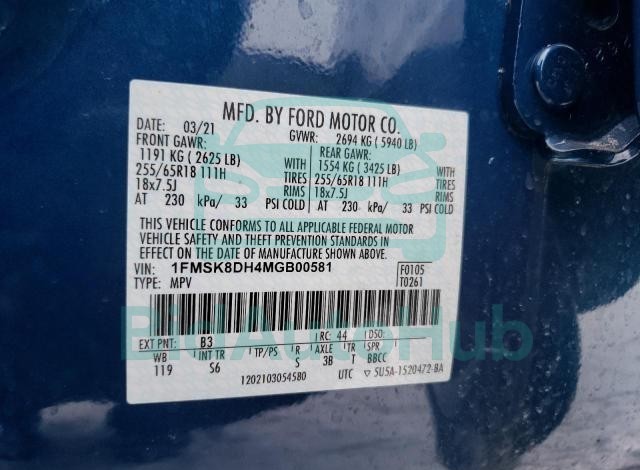 MFD. BY FORD MOTOR CO.
DATE: 03/21 GVWR: 2694 KG ( 5940 LB)
FRONT GAWR: REAR GAWR:
1191 KG ( 2625 LB) WITH 1554 KG ( 3425 LB) WITH
255/65R18 111H TIRES 255/65R18 111H TIRES
18x7.5J RIMS 18x7.5J RIMS
AT 230 kPa/ 33 PSI COLD AT 230 kPa/ 33 PSI COLD
THIS VEHICLE CONFORMS TO ALL APPLICABLE FEDERAL MOTOR
VEHICLE SAFETY AND THEFT PREVENTION STANDARDS IN
EFFECT ON THE DATE OF MANUFACTURE SHOWN ABOVE.
VIN: 1FMSK8DH4MGB00581 F0105
TYPE: MPV T0261
BidAutoHub
EXT PNT: B3 RC: 44 DSO:
WB INT TR TP/PS R AXLE TR SPR
119 S6 S 3B T BBCC
1202103054580 UTC ▽ 5U5A-1520472-BA